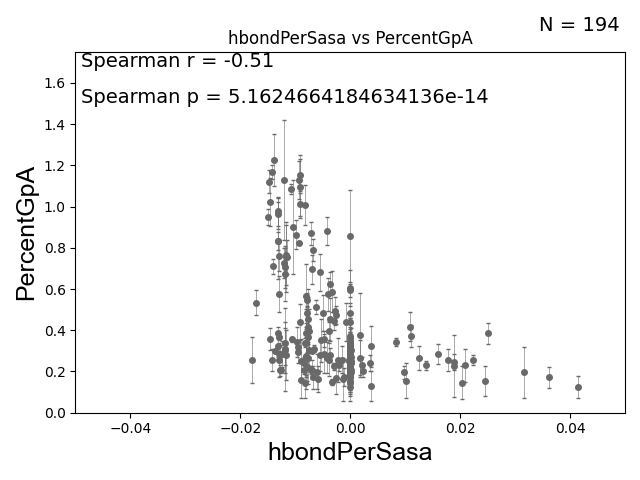 N = 194
hbondPerSasa vs PercentGpA
Spearman r = -0.51
Spearman p = 5.1624664184634136e-14
PercentGpA
1.6
1.4
1.2
1.0
0.8
0.6
0.4
0.2
0.0
−0.04 −0.02 0.00 0.02 0.04
hbondPerSasa